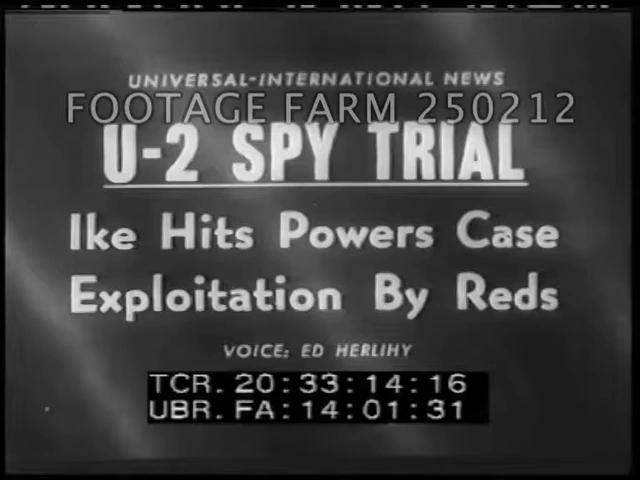 UNIVERSAL-INTERNATIONAL NEWS
FOOTAGE FARM 250212
U-2 SPY TRIAL
Ike Hits Powers Case
Exploitation By Reds
VOICE: ED HERLIHY
TCR. 20:33:14:16
UBR. FA:14:01:31